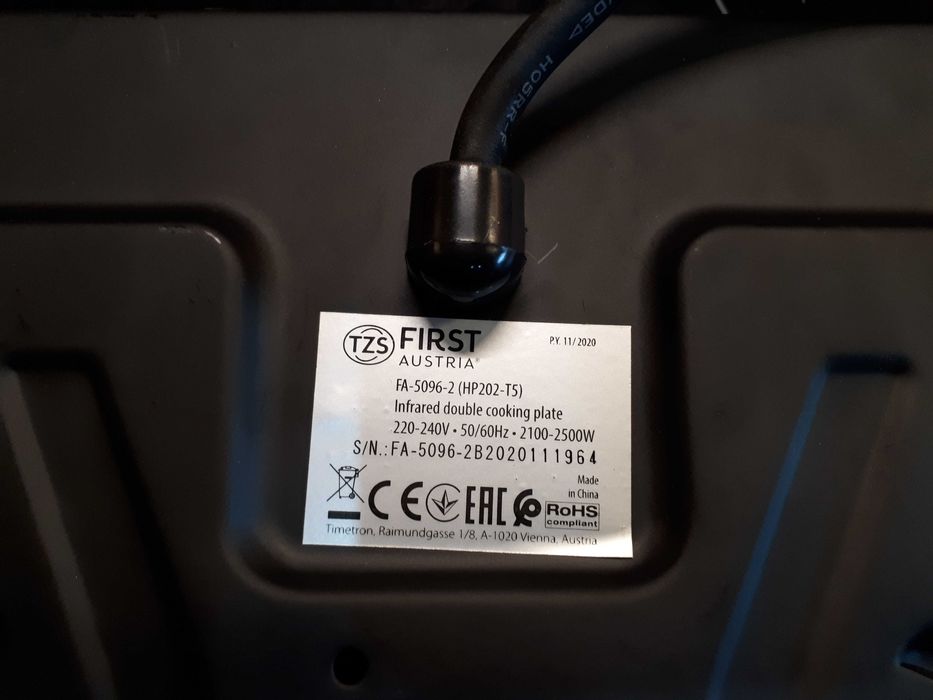 H05RR-F
TZS FIRST
AUSTRIA®
P.Y. 11/2020
FA-5096-2 (HP202-T5)
Infrared double cooking plate
220-240V • 50/60Hz • 2100-2500W
S/N.:FA-5096-2B2020111964
Made
in China
CE EAC RoHS
compliant
Timetron, Raimundgasse 1/8, A-1020 Vienna, Austria